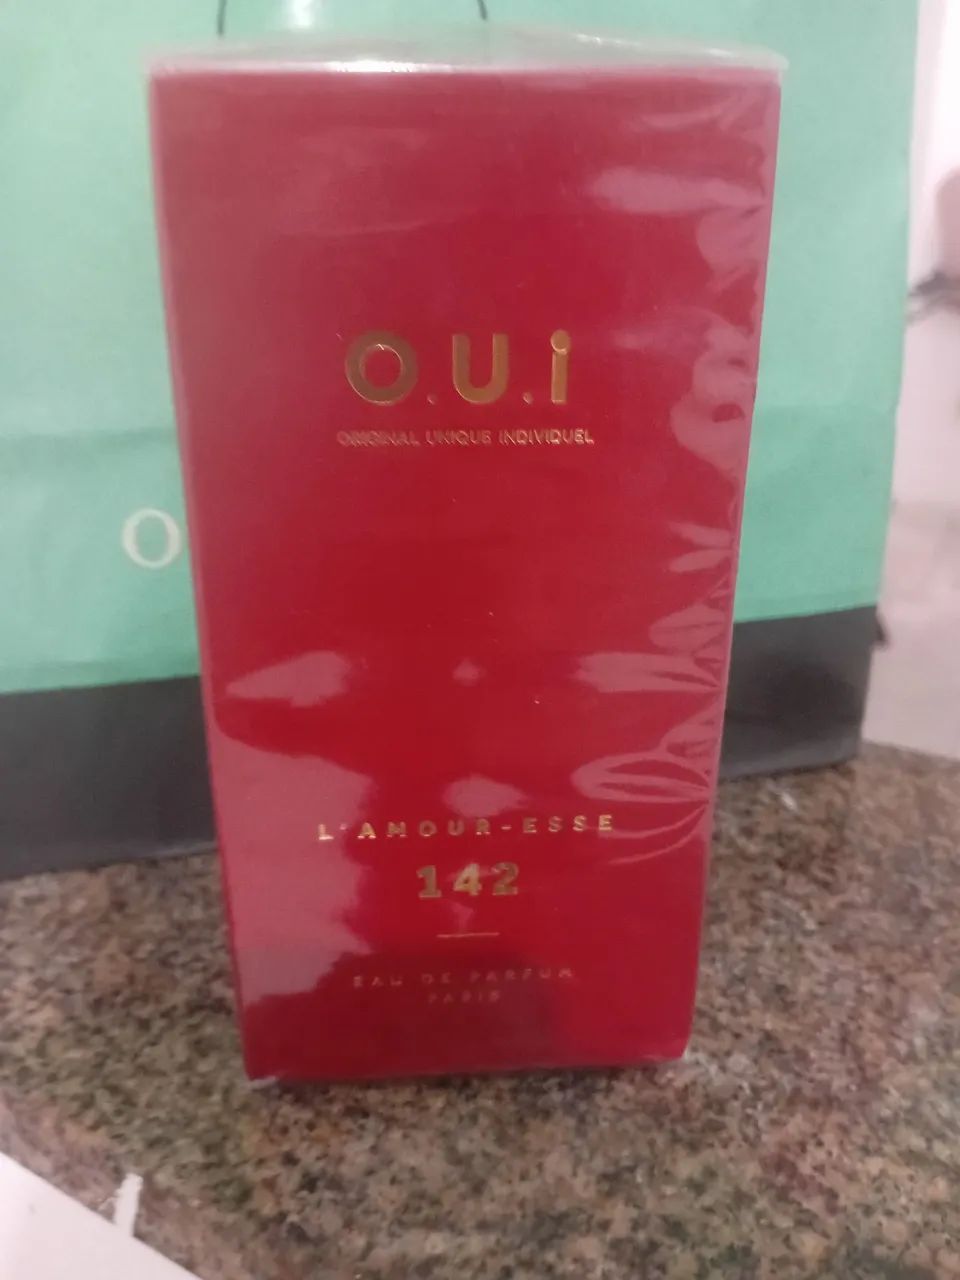 O.U.i
ORIGINAL UNIQUE INDIVIDUEL
O
L'AMOUR-ESSE
142
EAU DE PARFUM
PARIS